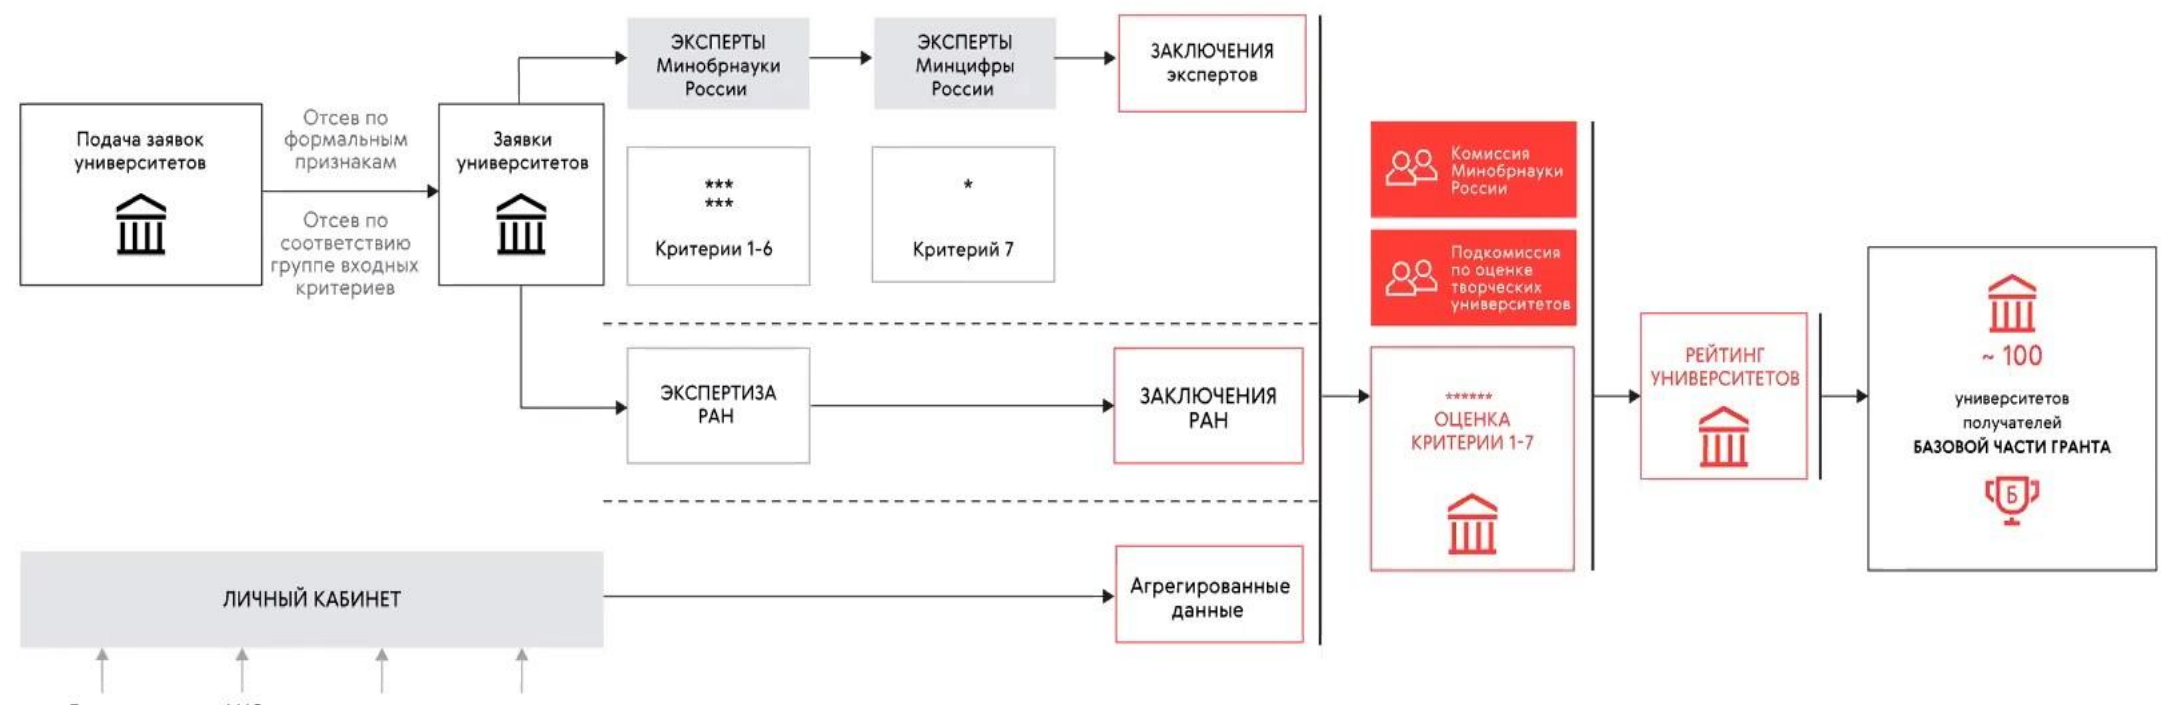 Подача заявок
университетов
Отсев по
формальным
признакам
Отсев по
соответствию
группе входных
критериев
Заявки
университетов
ЭКСПЕРТЫ
Минобрнауки
России
ЭКСПЕРТЫ
Минцифры
России
ЗАКЛЮЧЕНИЯ
экспертов
***
***
Критерии 1-6
*
Критерий 7
ЭКСПЕРТИЗА
РАН
ЗАКЛЮЧЕНИЯ
РАН
ЛИЧНЫЙ КАБИНЕТ
Агрегированные
данные
Комиссия
Минобрнауки
России
Подкомиссия
по оценке
творческих
университетов
******
ОЦЕНКА
КРИТЕРИИ 1-7
РЕЙТИНГ
УНИВЕРСИТЕТОВ
~ 100
университетов
получателей
БАЗОВОЙ ЧАСТИ ГРАНТА
Б